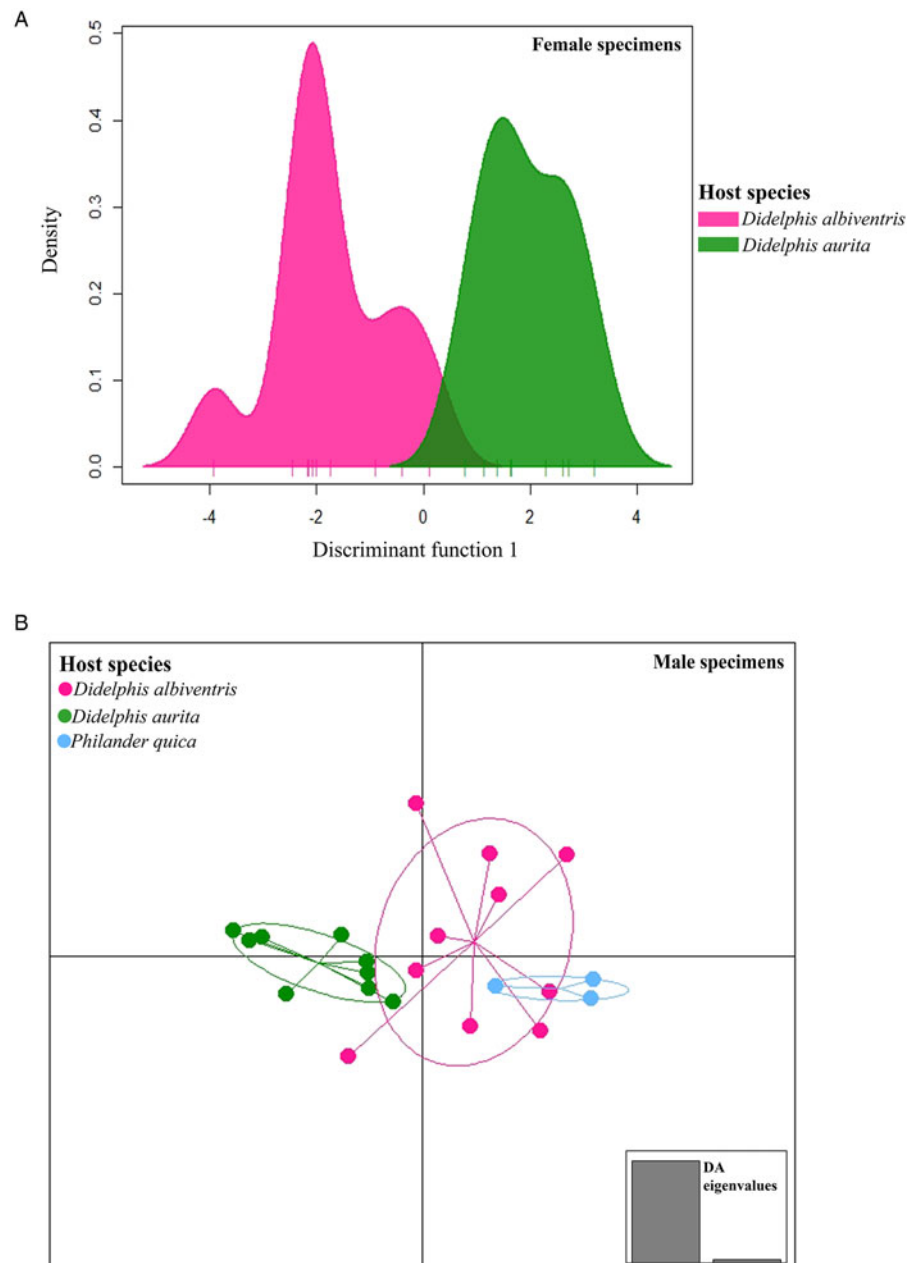 A
Female specimens
0.5
0.4
0.3
0.2
0.1
0.0
Density
-4 -2 0 2 4
Discriminant function 1
Host species
Didelphis albiventris
Didelphis aurita
B
Host species
Didelphis albiventris
Didelphis aurita
Philander quica
Male specimens
DA
eigenvalues